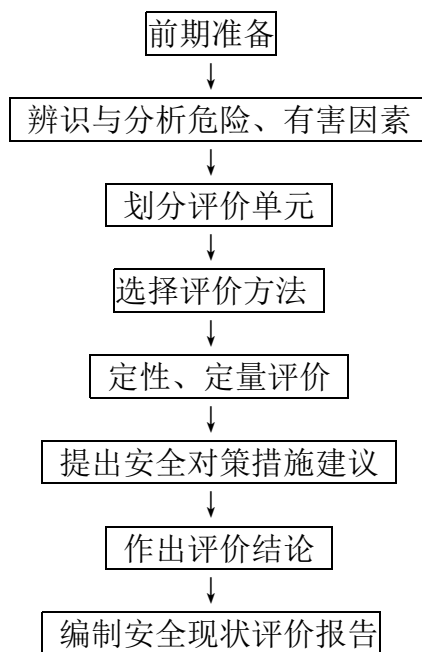 前期准备
辨识与分析危险、有害因素
划分评价单元
选择评价方法
定性、定量评价
提出安全对策措施建议
作出评价结论
编制安全现状评价报告